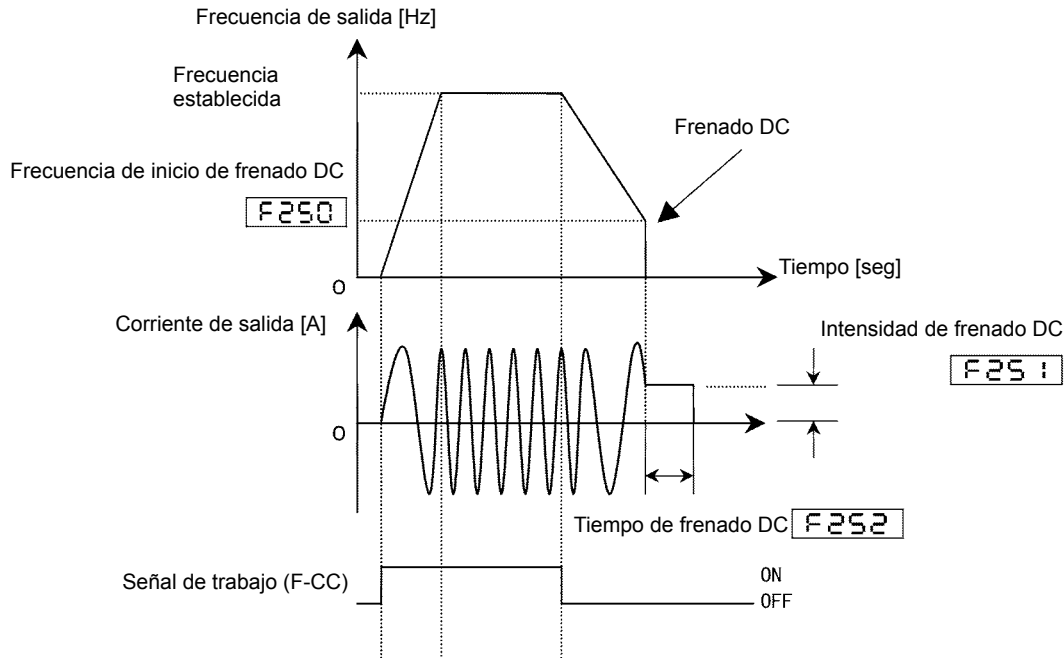 Frecuencia de salida [Hz]
Frecuencia
establecida
Frenado DC
Frecuencia de inicio de frenado DC
F250
Tiempo [seg]
0
Corriente de salida [A]
Intensidad de frenado DC
F251
0
Tiempo de frenado DC F252
Señal de trabajo (F-CC)
ON
OFF